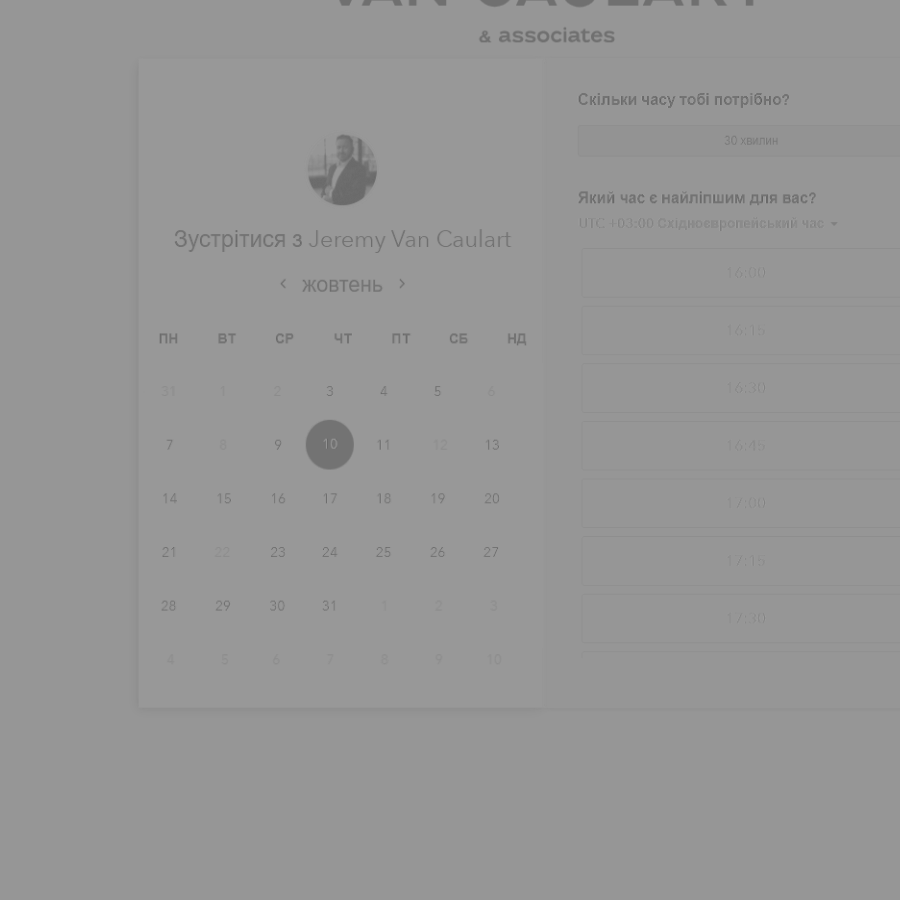 VAN CAULART
& associates
Зустрітися з Jeremy Van Caulart
‹ жовтень ›
ПН ВТ СР ЧТ ПТ СБ НД
31 1 2 3 4 5 6
7 8 9 10 11 12 13
14 15 16 17 18 19 20
21 22 23 24 25 26 27
28 29 30 31 1 2 3
4 5 6 7 8 9 10
Скільки часу тобі потрібно?
30 хвилин
Який час є найліпшим для вас?
UTC +03:00 Східноєвропейський час
16:00
16:15
16:30
16:45
17:00
17:15
17:30